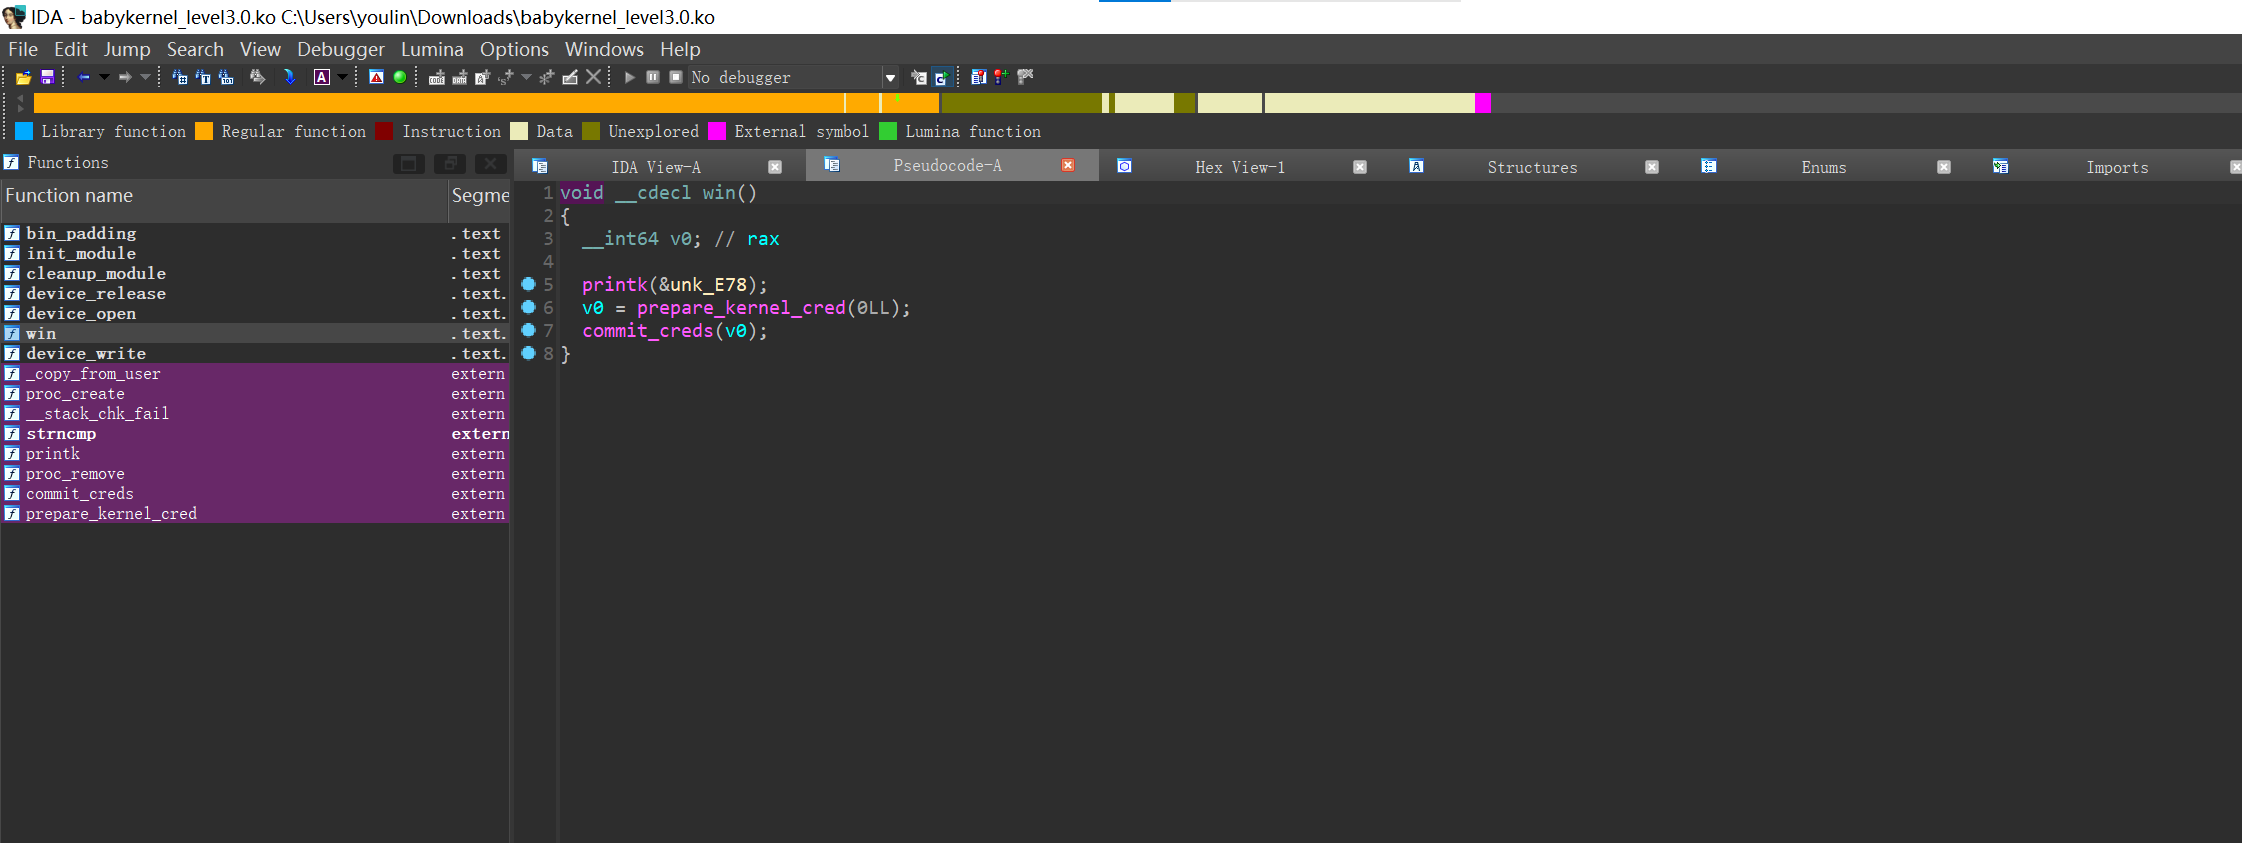 IDA - babykernel_level3.0.ko C:\Users\youlin\Downloads\babykernel_level3.0.ko
File Edit Jump Search View Debugger Lumina Options Windows Help
No debugger
Library function Regular function Instruction Data Unexplored External symbol Lumina function
Functions
Function name Segme
bin_padding .text
init_module .text
cleanup_module .text
device_release .text.
device_open .text.
win .text.
device_write .text.
_copy_from_user extern
proc_create extern
__stack_chk_fail extern
strncmp extern
printk extern
proc_remove extern
commit_creds extern
prepare_kernel_cred extern
IDA View-A Pseudocode-A Hex View-1 Structures Enums Imports
1 void __cdecl win()
2 {
3 __int64 v0; // rax
4
5 printk(&unk_E78);
6 v0 = prepare_kernel_cred(0LL);
7 commit_creds(v0);
8 }